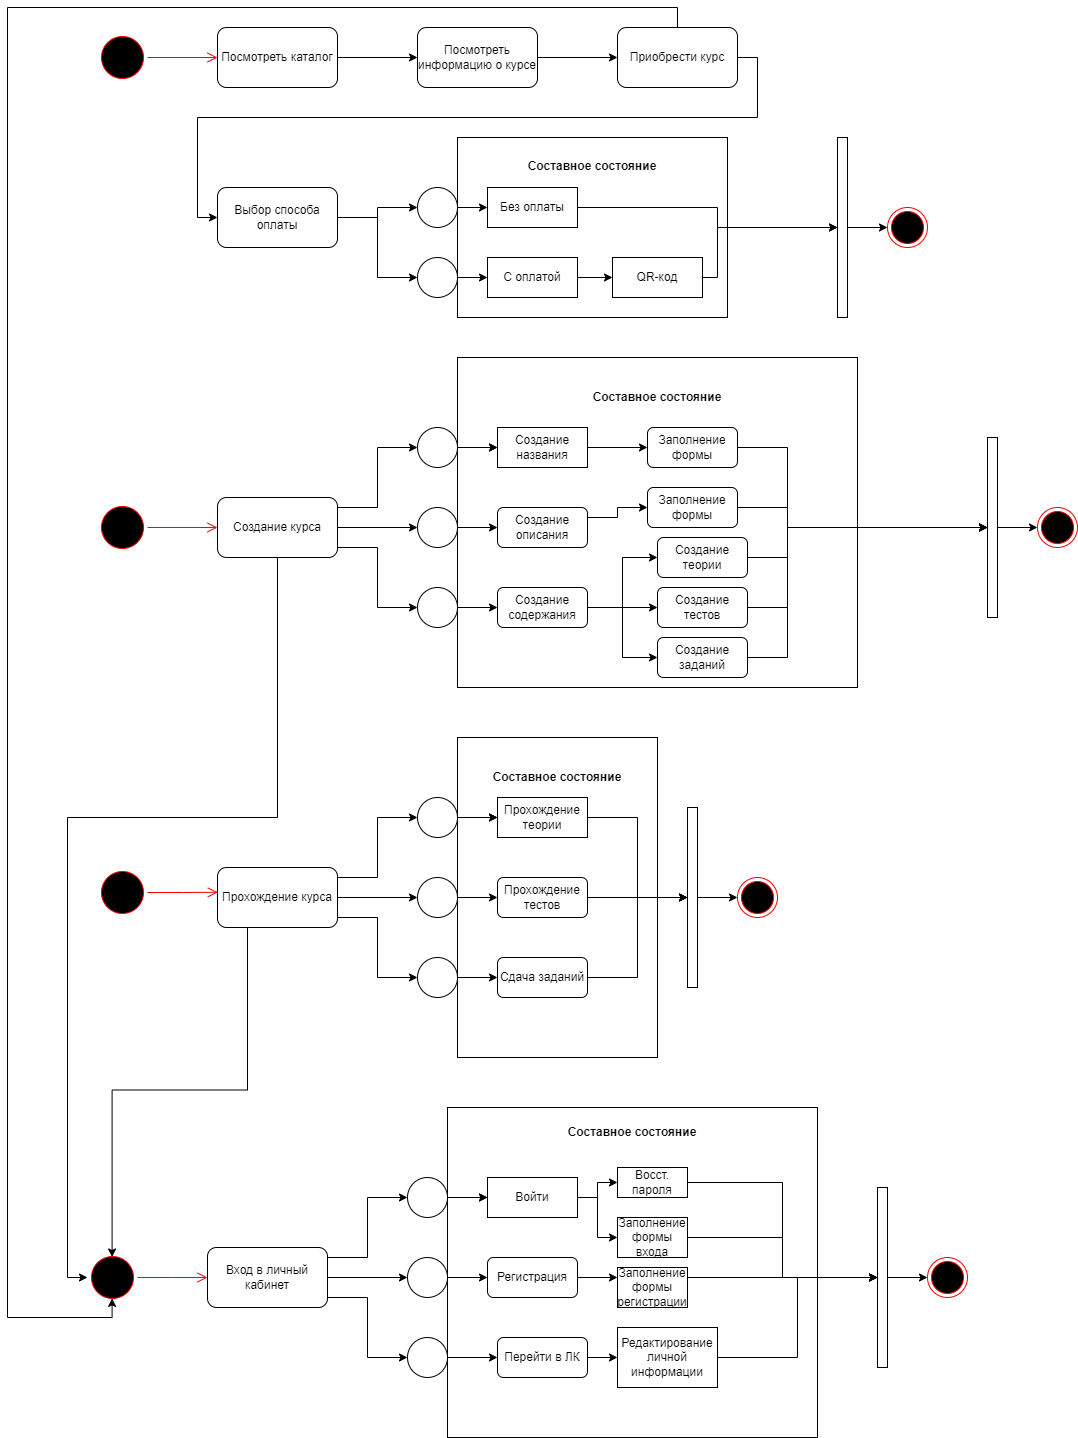 Посмотреть каталог
Посмотреть
информацию о курсе
Приобрести курс
Составное состояние
Выбор способа
оплаты
Без оплаты
С оплатой
QR-код
Составное состояние
Создание
названия
Заполнение
формы
Создание курса
Создание
описания
Заполнение
формы
Создание
теории
Создание
содержания
Создание
тестов
Создание
заданий
Составное состояние
Прохождение
теории
Прохождение курса
Прохождение
тестов
Сдача заданий
Составное состояние
Войти
Восст.
пароля
Заполнение
формы
входа
Вход в личный
кабинет
Регистрация
Заполнение
формы
регистрации
Перейти в ЛК
Редактирование
личной
информации